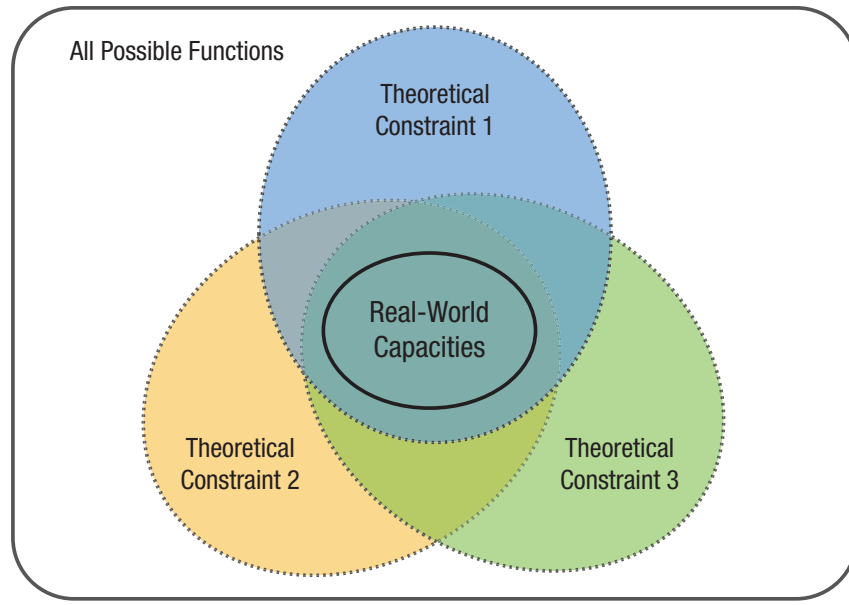 All Possible Functions
Theoretical
Constraint 1
Real-World
Capacities
Theoretical
Constraint 2
Theoretical
Constraint 3